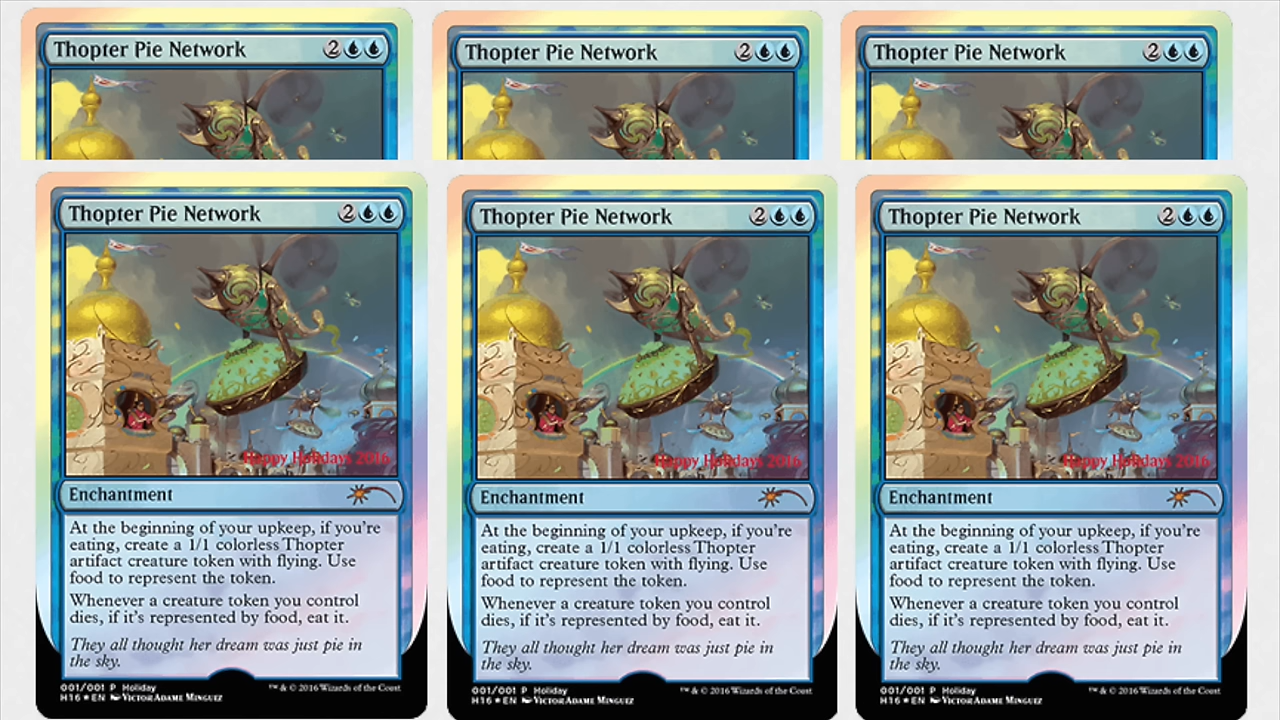 Thopter Pie Network 2
Thopter Pie Network 2
Thopter Pie Network 2
Thopter Pie Network 2
Happy Holidays 2016
Enchantment
At the beginning of your upkeep, if you're
eating, create a 1/1 colorless Thopter
artifact creature token with flying. Use
food to represent the token.
Whenever a creature token you control
dies, if it's represented by food, eat it.
They all thought her dream was just pie in
the sky.
001/001 P Holiday
H16 ★ EN Victor Adame Minguez
™ & © 2016 Wizards of the Coast
Thopter Pie Network 2
Happy Holidays 2016
Enchantment
At the beginning of your upkeep, if you're
eating, create a 1/1 colorless Thopter
artifact creature token with flying. Use
food to represent the token.
Whenever a creature token you control
dies, if it's represented by food, eat it.
They all thought her dream was just pie in
the sky.
001/001 P Holiday
H16 ★ EN Victor Adame Minguez
™ & © 2016 Wizards of the Coast
Thopter Pie Network 2
Happy Holidays 2016
Enchantment
At the beginning of your upkeep, if you're
eating, create a 1/1 colorless Thopter
artifact creature token with flying. Use
food to represent the token.
Whenever a creature token you control
dies, if it's represented by food, eat it.
They all thought her dream was just pie in
the sky.
001/001 P Holiday
H16 ★ EN Victor Adame Minguez
™ & © 2016 Wizards of the Coast